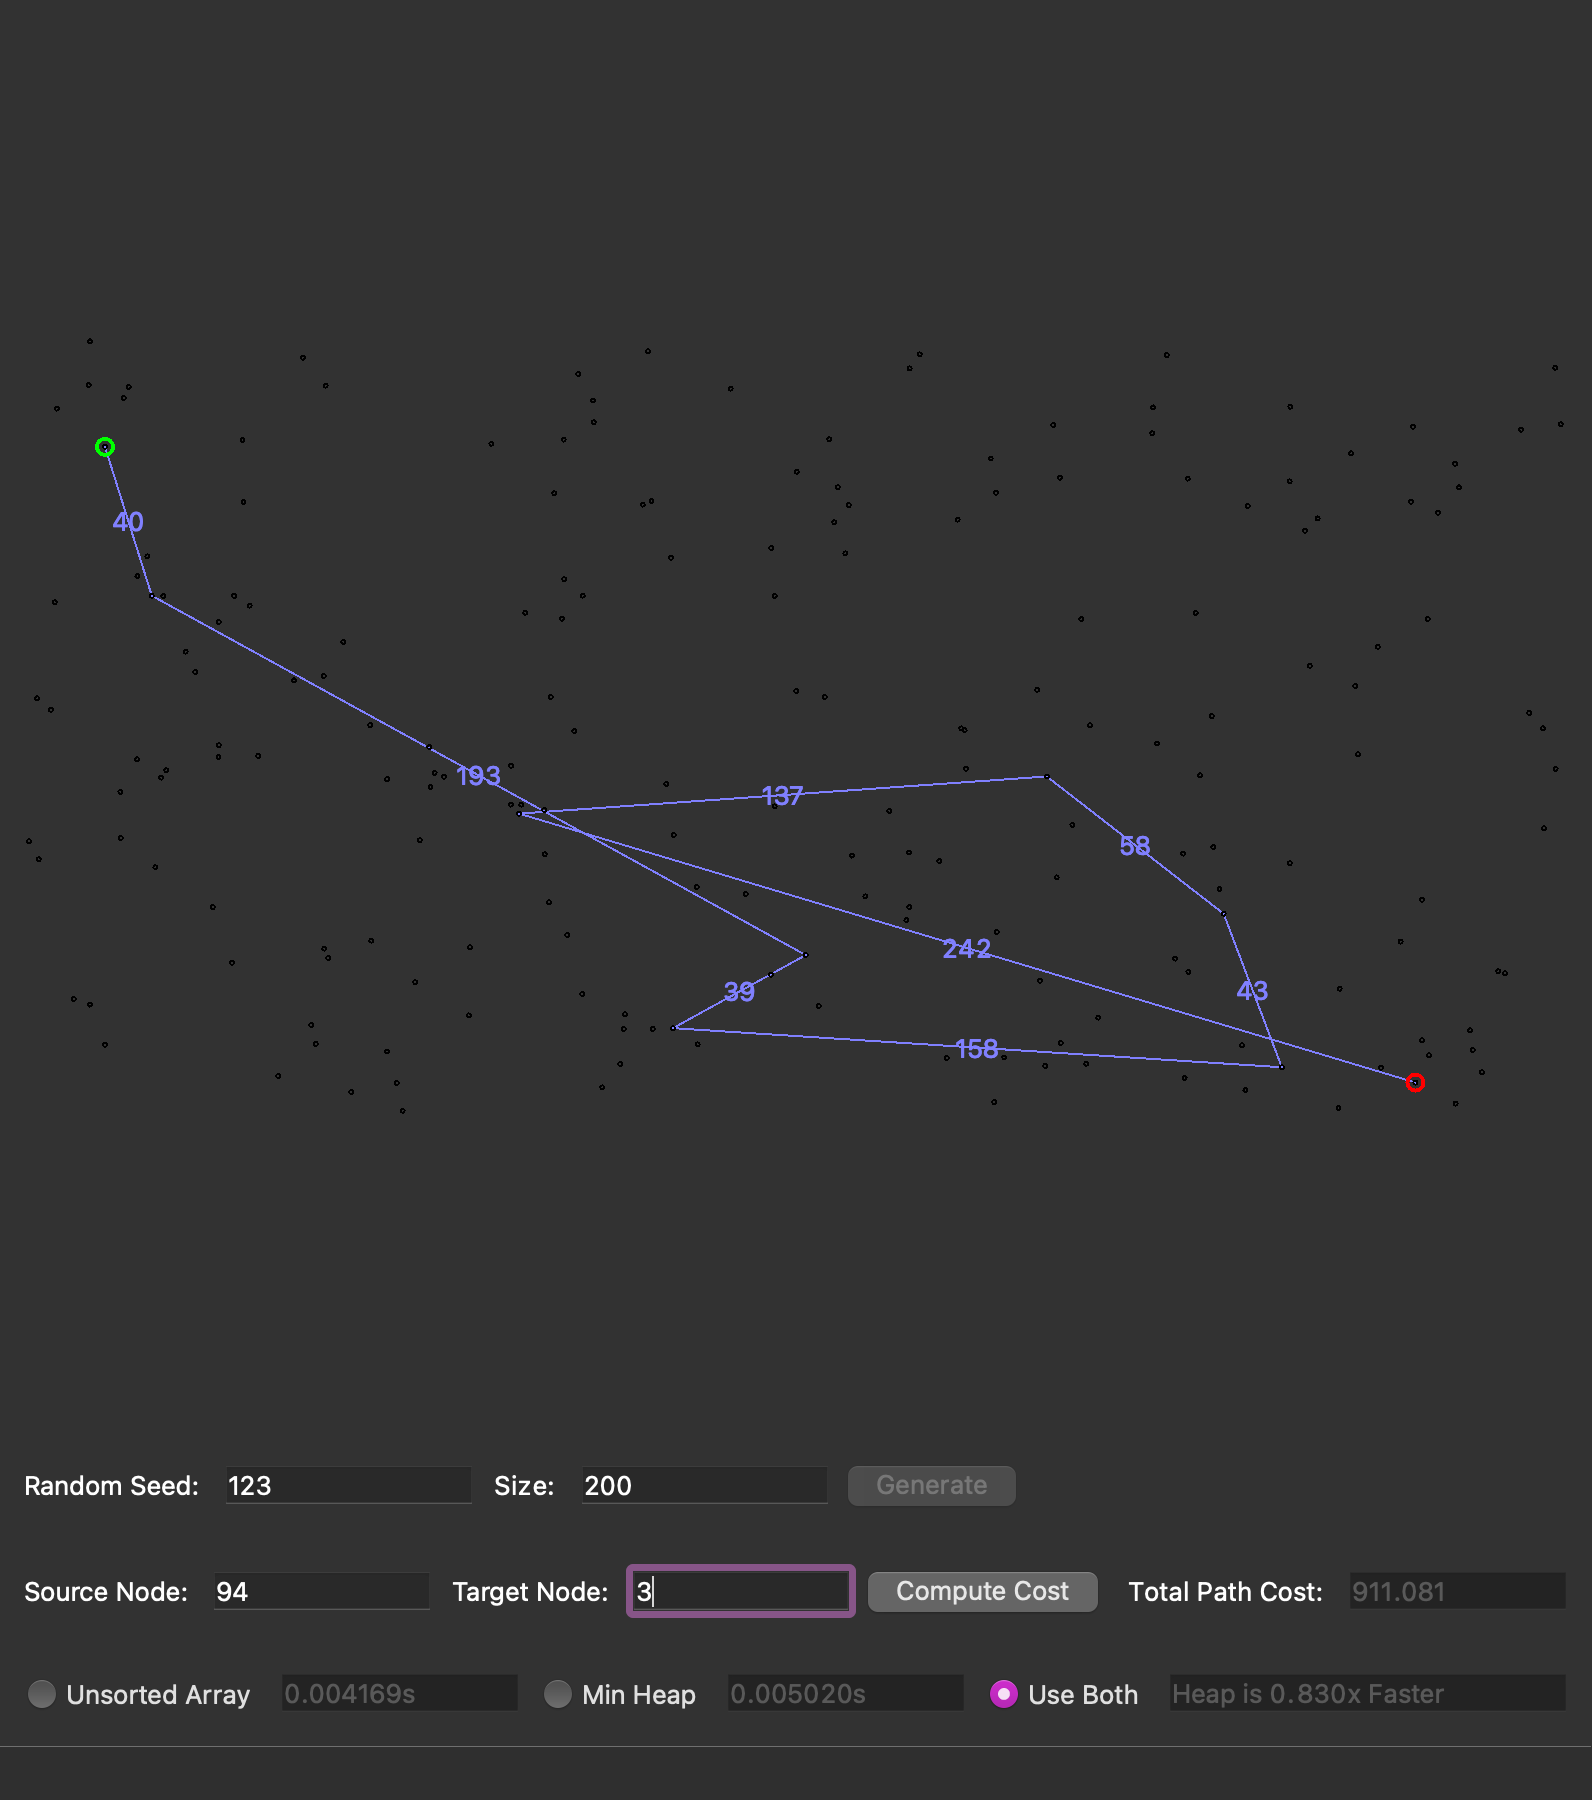 40
193
137
58
242
39
43
158
Random Seed: 123 Size: 200 Generate
Source Node: 94 Target Node: 3 Compute Cost Total Path Cost: 911.081
Unsorted Array 0.004169s Min Heap 0.005020s Use Both Heap is 0.830x Faster